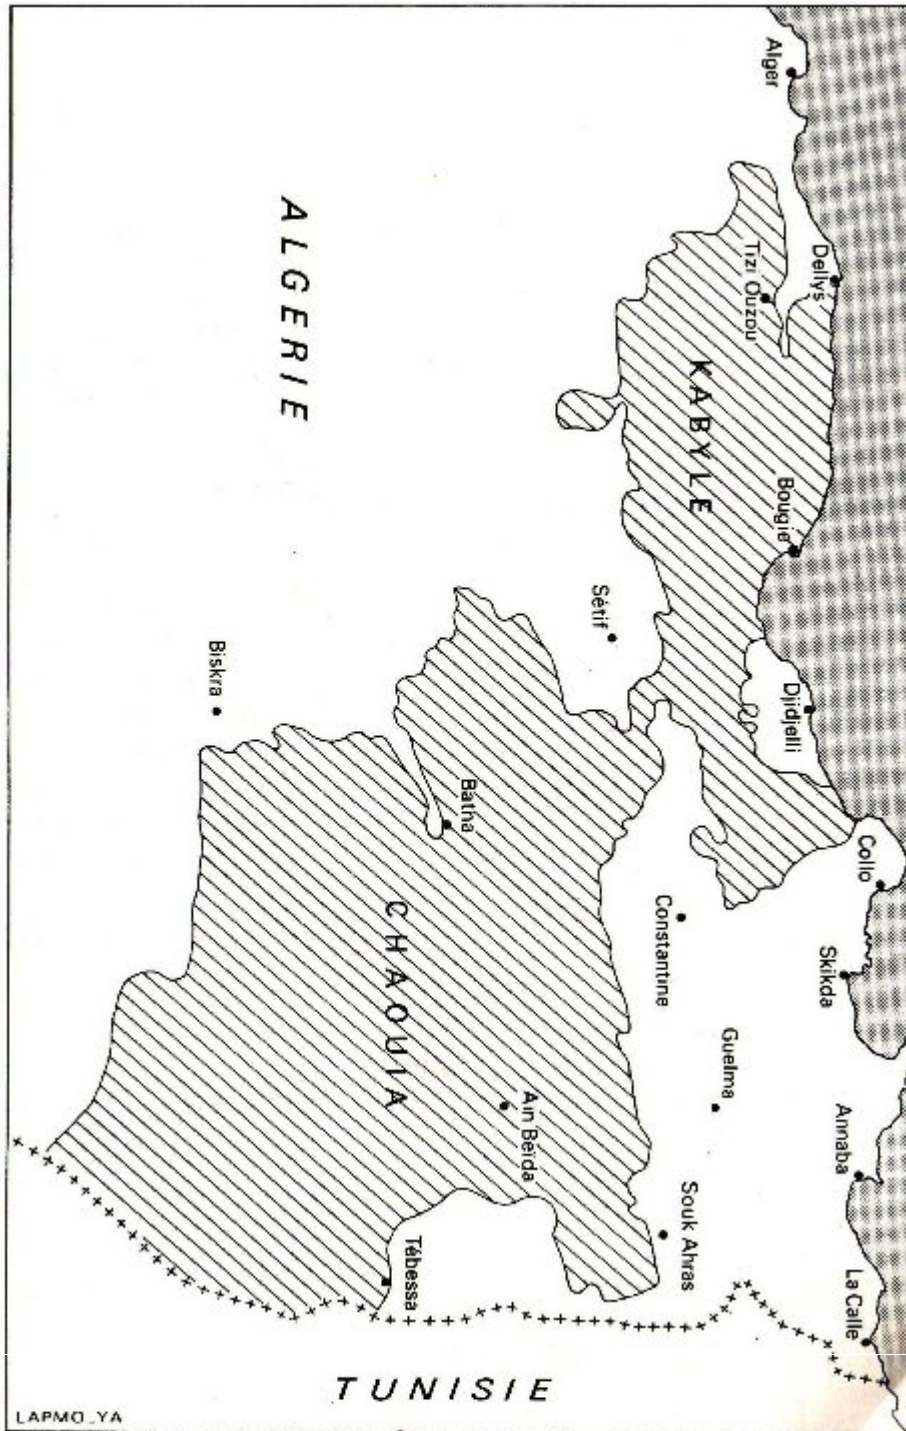 Alger
Dellys
Tizi Ouzou
KABYLE
Bougie
Djidjelli
Collo
Skikda
Annaba
La Calle
Sétif
Constantine
Guelma
Souk Ahras
ALGERIE
Biskra
Batha
CHAOUIA
Aïn Beïda
Tébessa
TUNISIE
LAPMO_YA